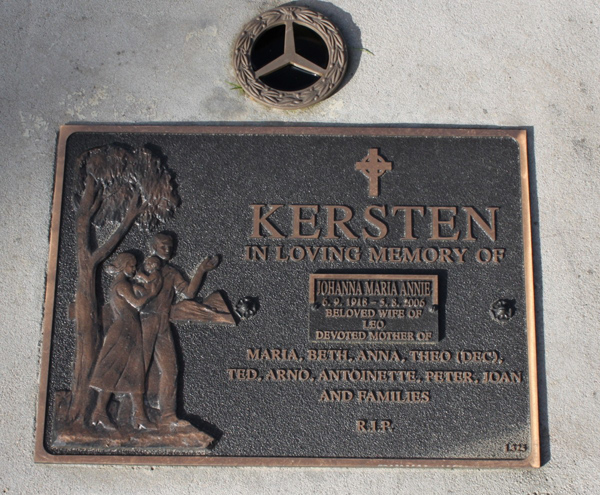 KERSTEN
IN LOVING MEMORY OF
JOHANNA MARIA ANNIE
6. 9. 1918 – 5. 8. 2006
BELOVED WIFE OF
LEO
DEVOTED MOTHER OF
MARIA, BETH, ANNA, THEO (DEC),
TED, ARNO, ANTOINETTE, PETER, JOAN
AND FAMILIES
R.I.P.